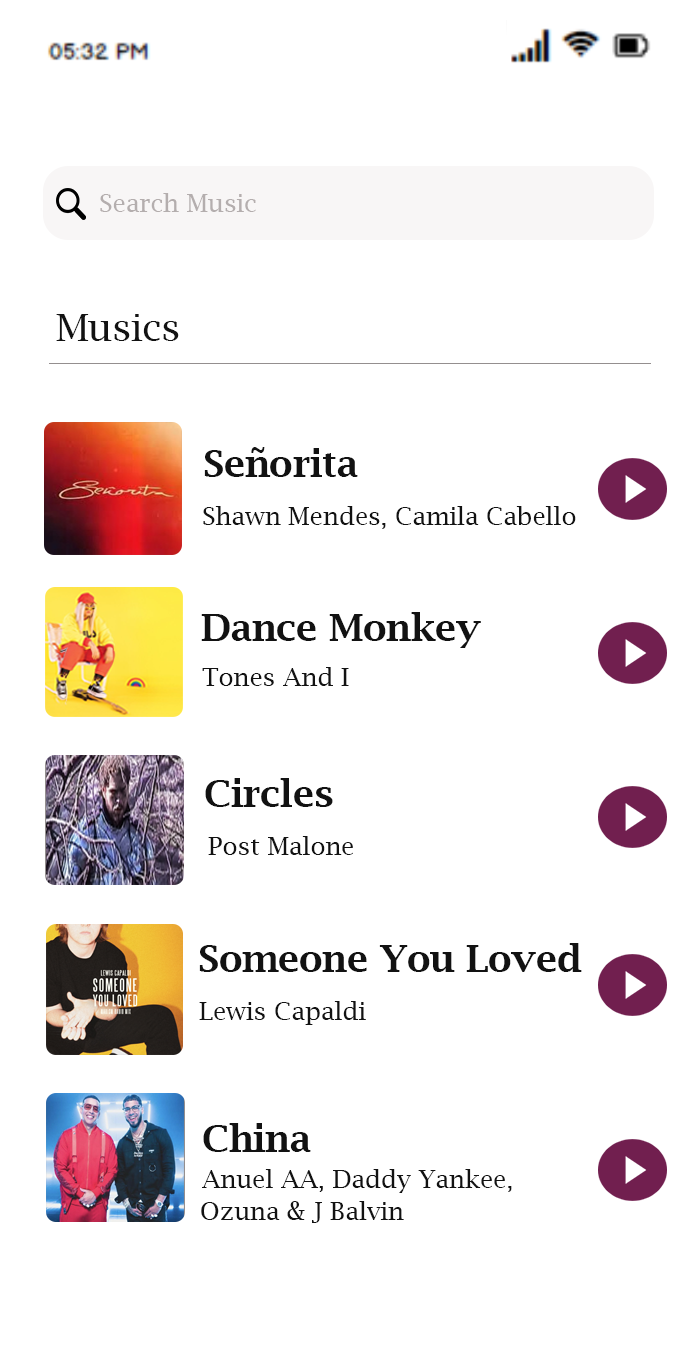 05:32 PM
Search Music
Musics
Señorita
Señorita
Shawn Mendes, Camila Cabello
Dance Monkey
Tones And I
Circles
Post Malone
LEWIS CAPALDI
SOMEONE
YOU LOVED
Someone You Loved
Lewis Capaldi
China
Anuel AA, Daddy Yankee,
Ozuna & J Balvin